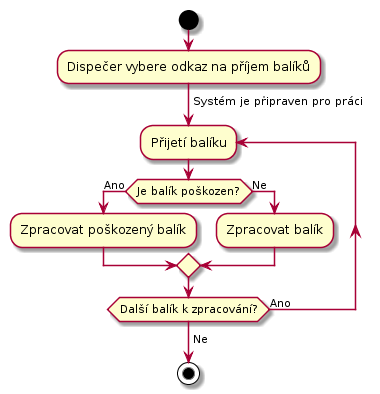 Dispečer vybere odkaz na příjem balíků
Systém je připraven pro práci
Přijetí balíku
Je balík poškozen?
Ano
Ne
Zpracovat poškozený balík
Zpracovat balík
Další balík k zpracování?
Ano
Ne